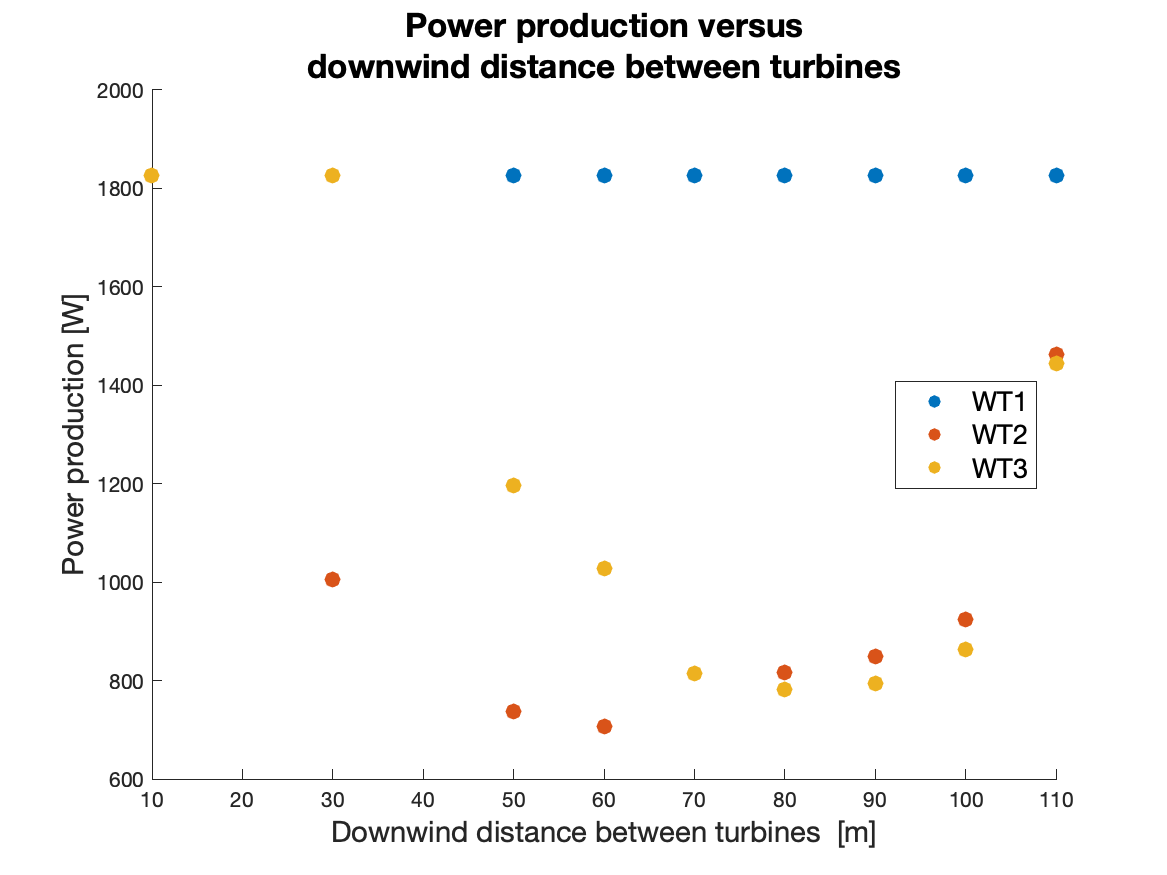 Power production versus
downwind distance between turbines
Power production [W]
2000
1800
1600
1400
1200
1000
800
600
10 20 30 40 50 60 70 80 90 100 110
Downwind distance between turbines [m]
WT1
WT2
WT3